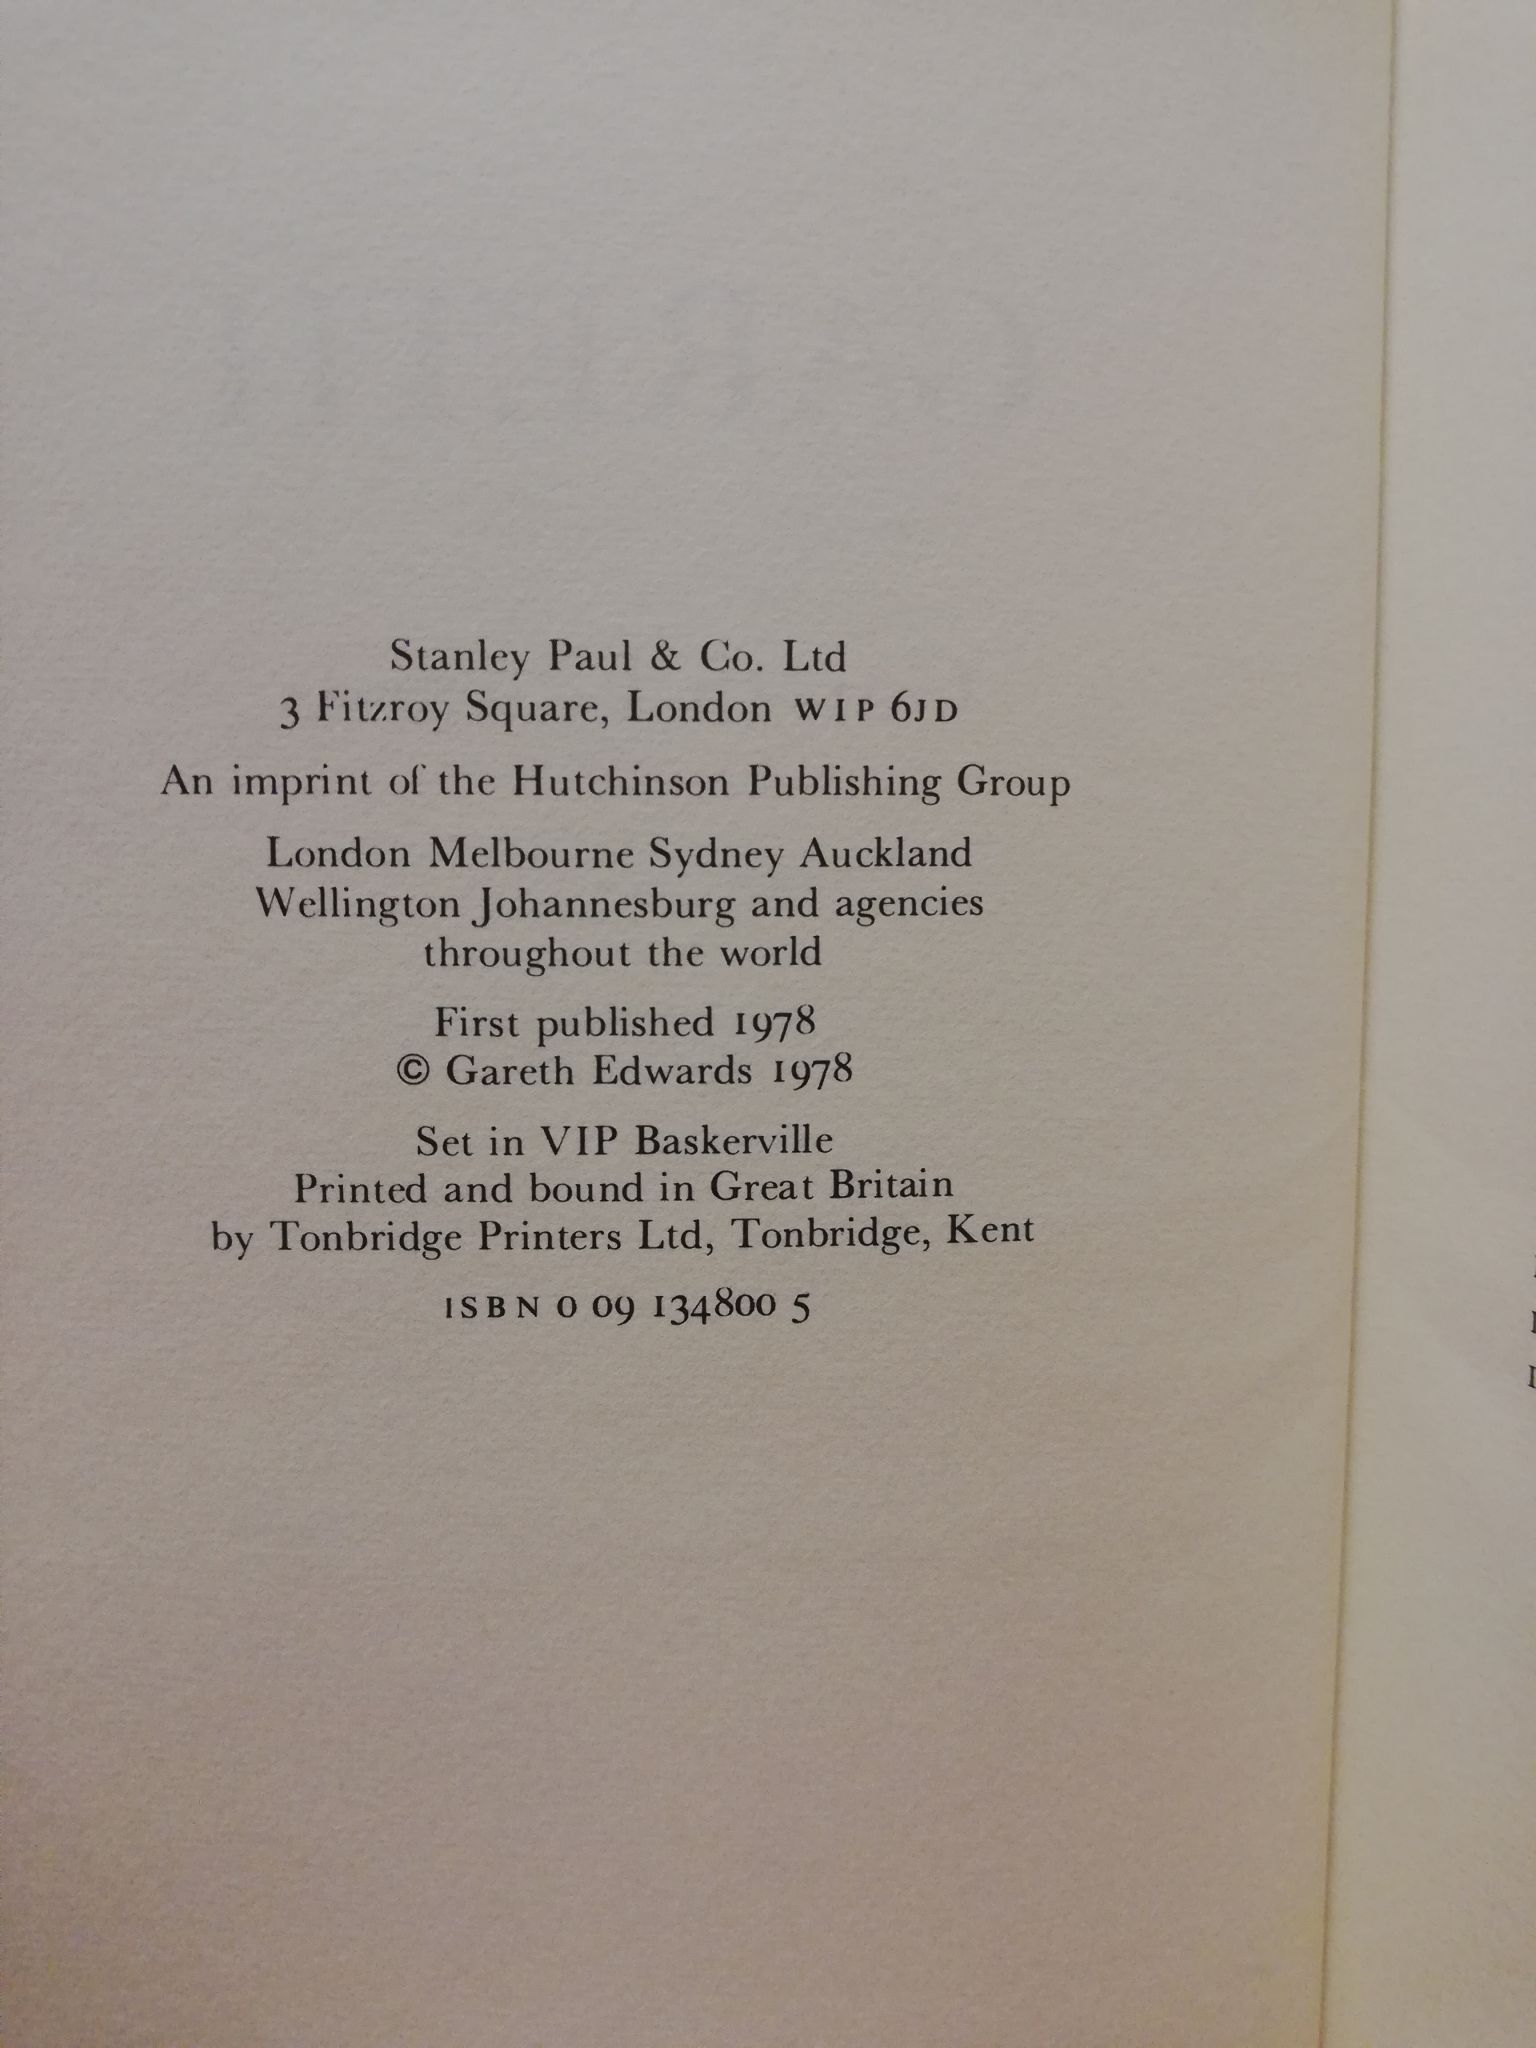 Stanley Paul & Co. Ltd
3 Fitzroy Square, London WIP 6JD
An imprint of the Hutchinson Publishing Group
London Melbourne Sydney Auckland
Wellington Johannesburg and agencies
throughout the world
First published 1978
© Gareth Edwards 1978
Set in VIP Baskerville
Printed and bound in Great Britain
by Tonbridge Printers Ltd, Tonbridge, Kent
ISBN 0 09 134800 5